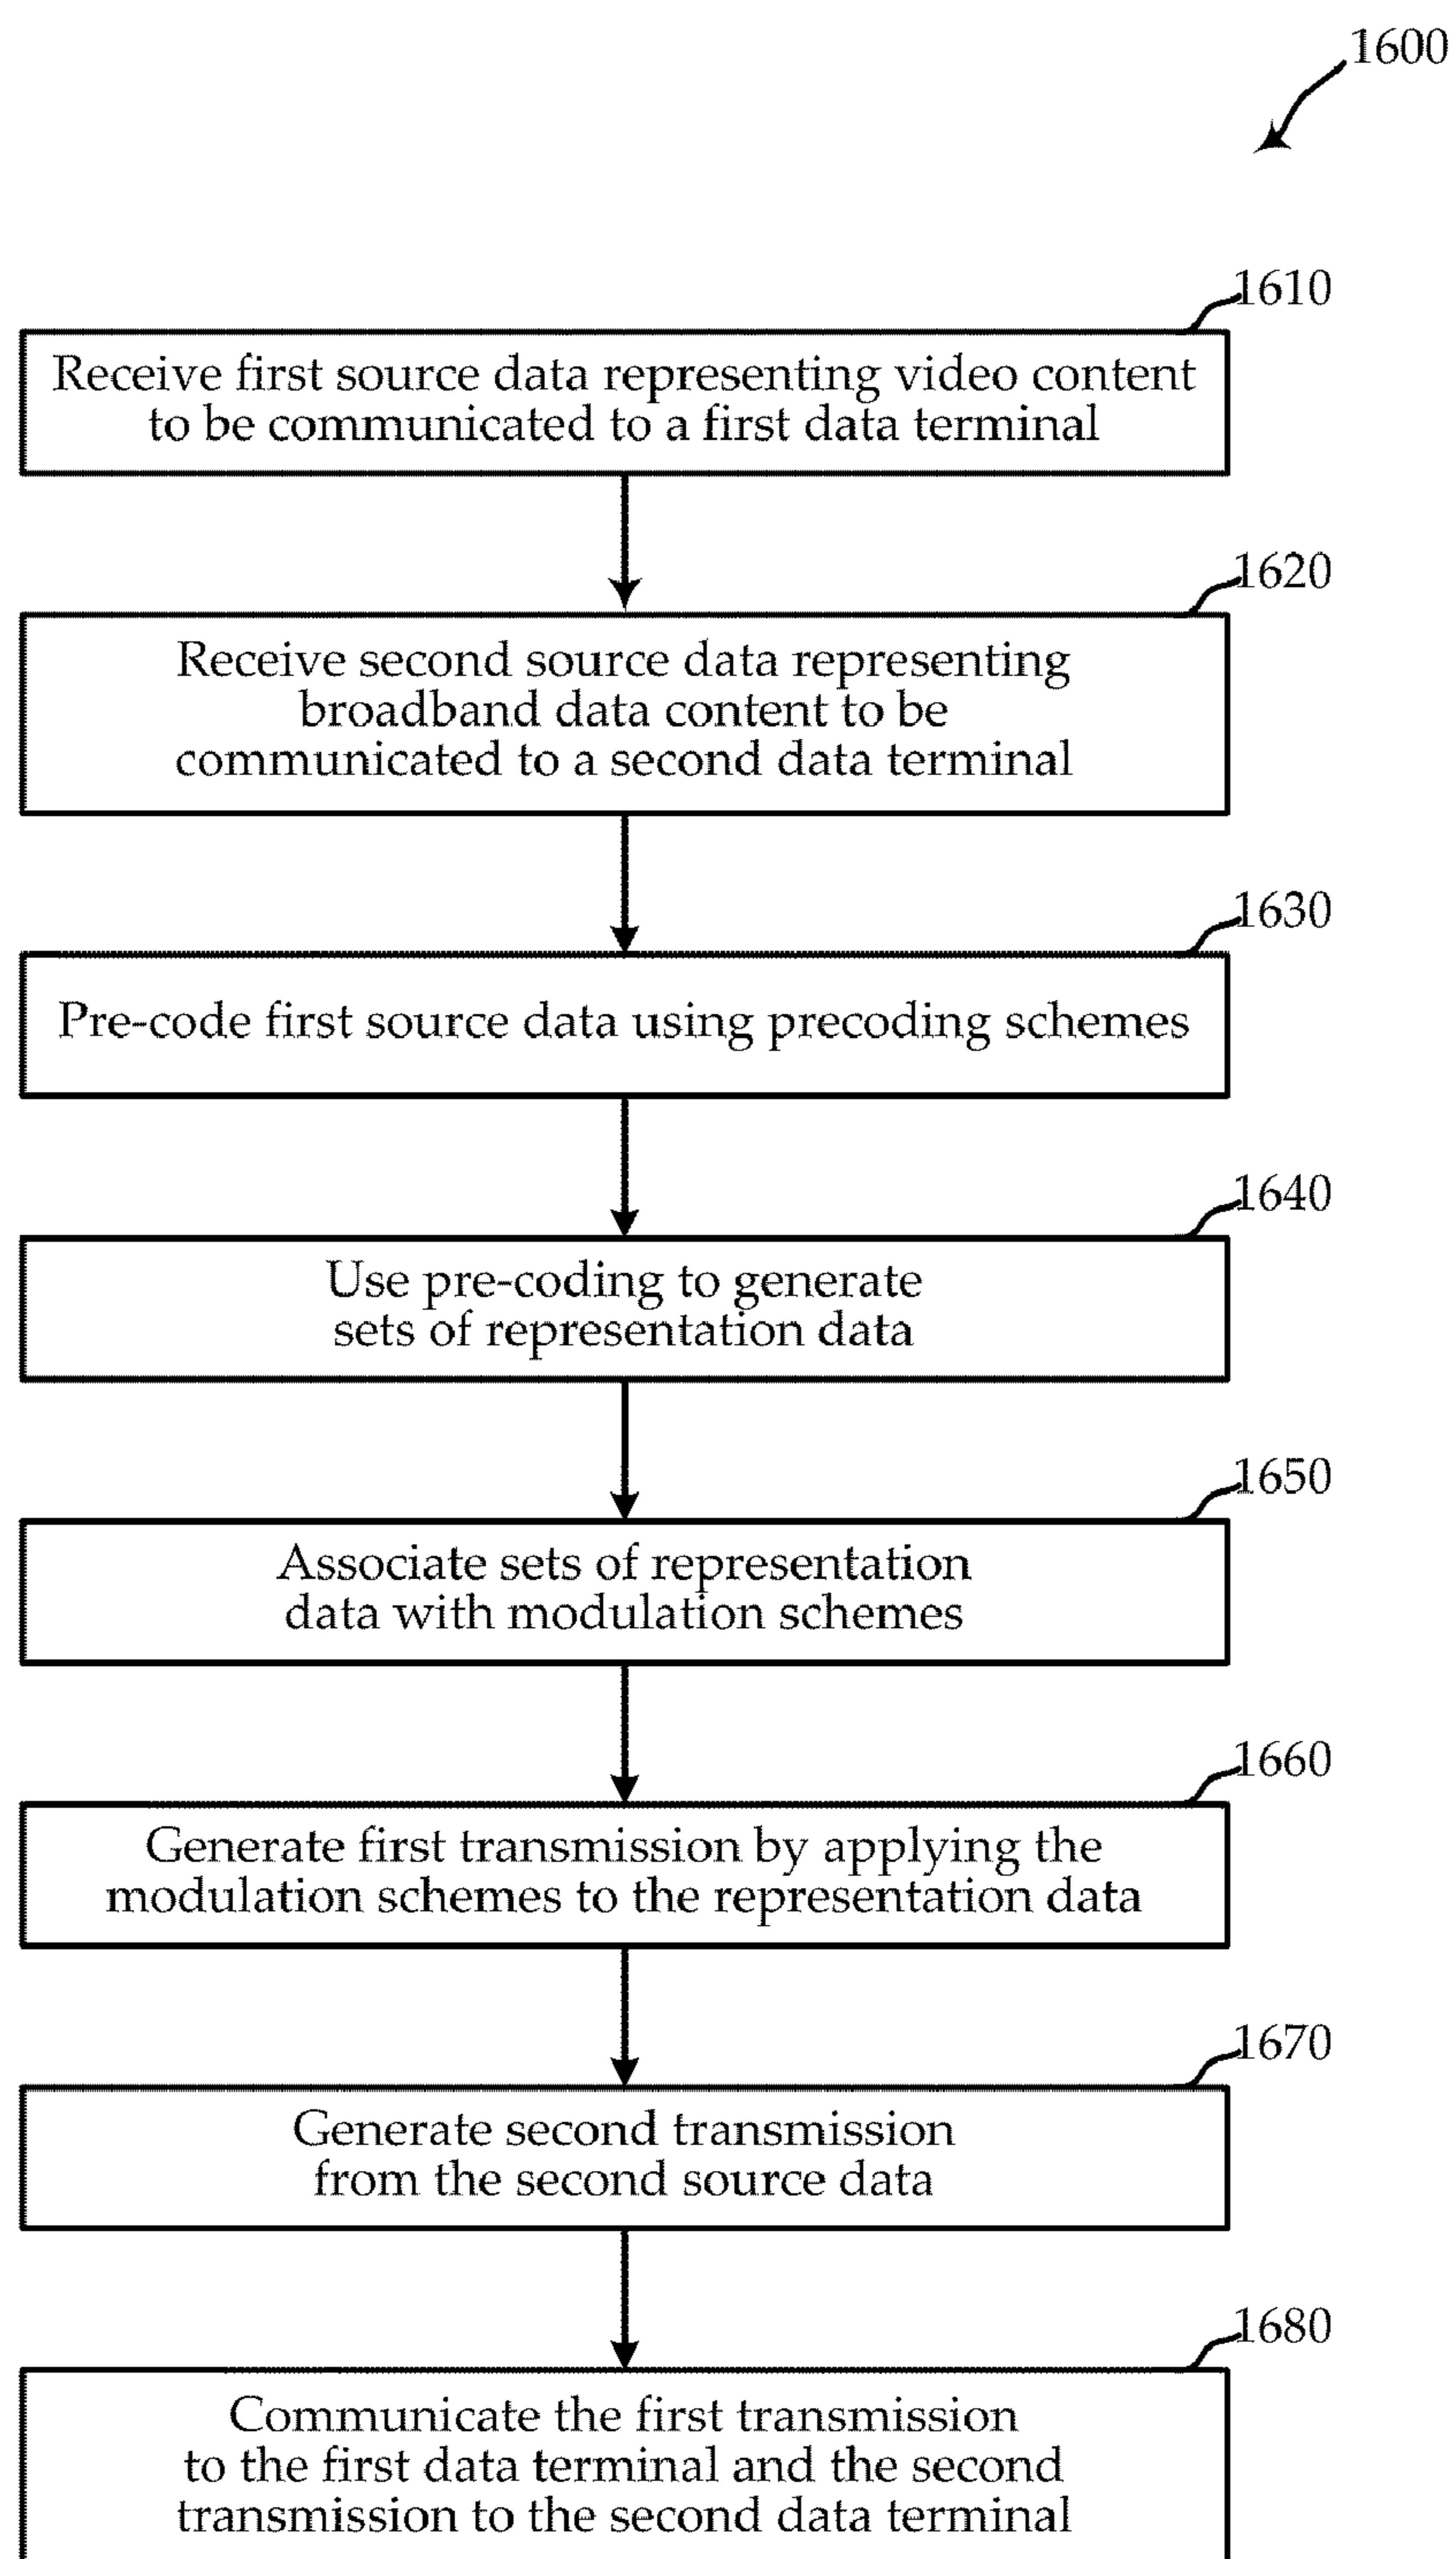 1600
1610
Receive first source data representing video content
to be communicated to a first data terminal
1620
Receive second source data representing
broadband data content to be
communicated to a second data terminal
1630
Pre-code first source data using precoding schemes
1640
Use pre-coding to generate
sets of representation data
1650
Associate sets of representation
data with modulation schemes
1660
Generate first transmission by applying the
modulation schemes to the representation data
1670
Generate second transmission
from the second source data
1680
Communicate the first transmission
to the first data terminal and the second
transmission to the second data terminal